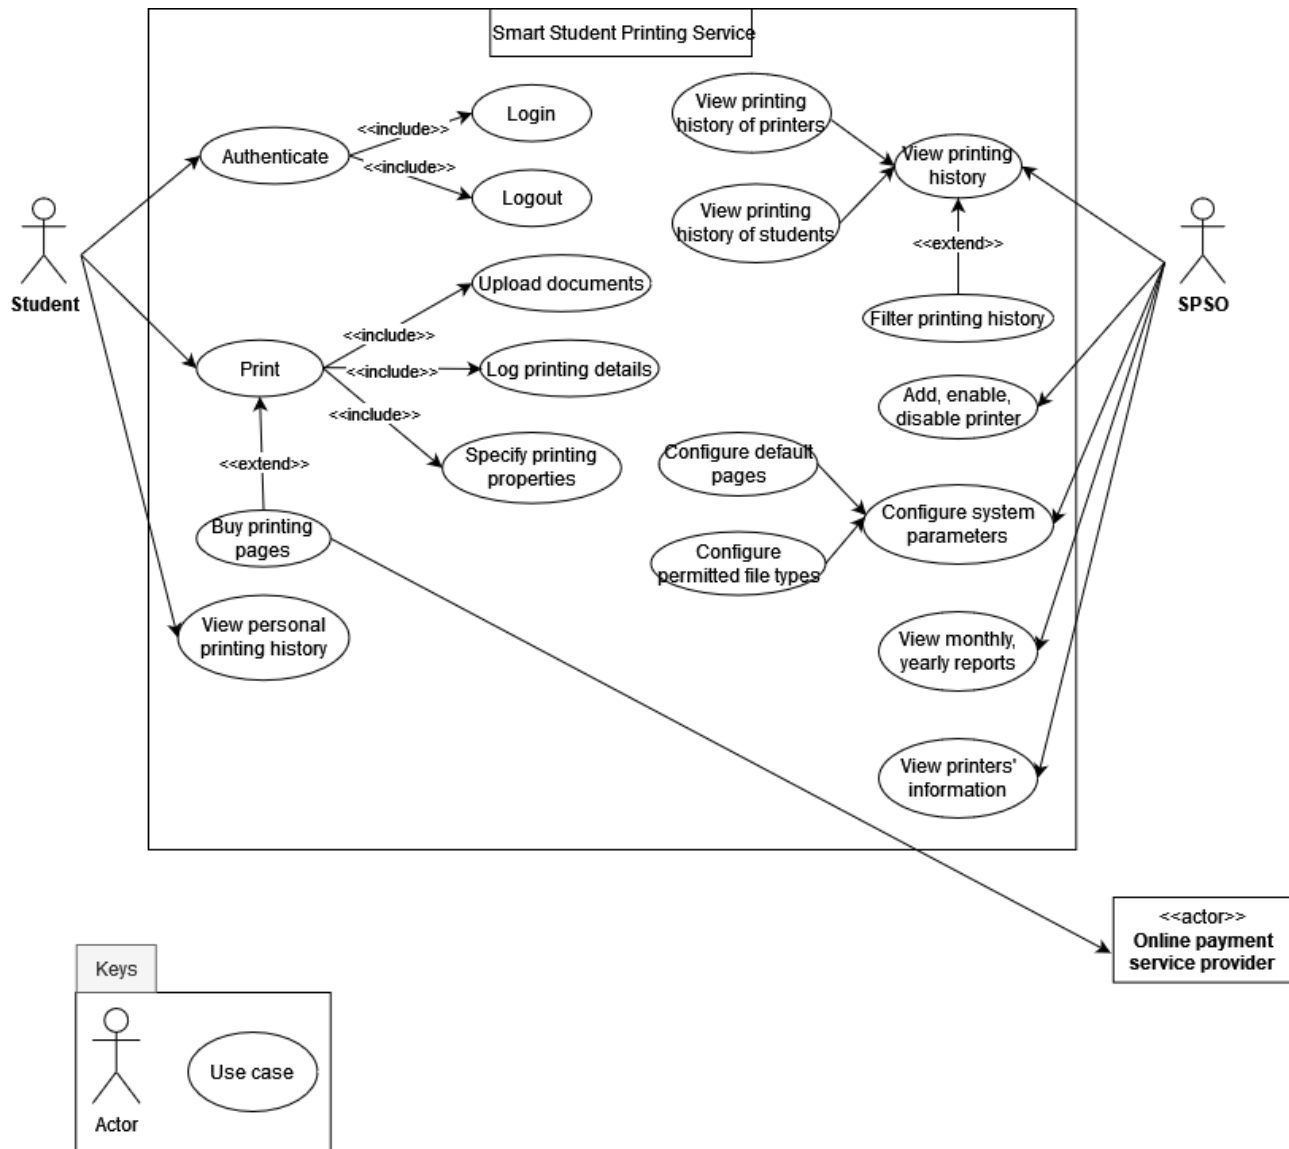 Smart Student Printing Service
Login
<<include>>
Authenticate
<<include>>
Logout
Student
Upload documents
<<include>>
Print
<<include>>
Log printing details
<<include>>
Specify printing
properties
<<extend>>
Buy printing
pages
View personal
printing history
View printing
history of printers
View printing
history
View printing
history of students
<<extend>>
Filter printing history
SPSO
Add, enable,
disable printer
Configure default
pages
Configure system
parameters
Configure
permitted file types
View monthly,
yearly reports
View printers'
information
<<actor>>
Online payment
service provider
Keys
Actor
Use case